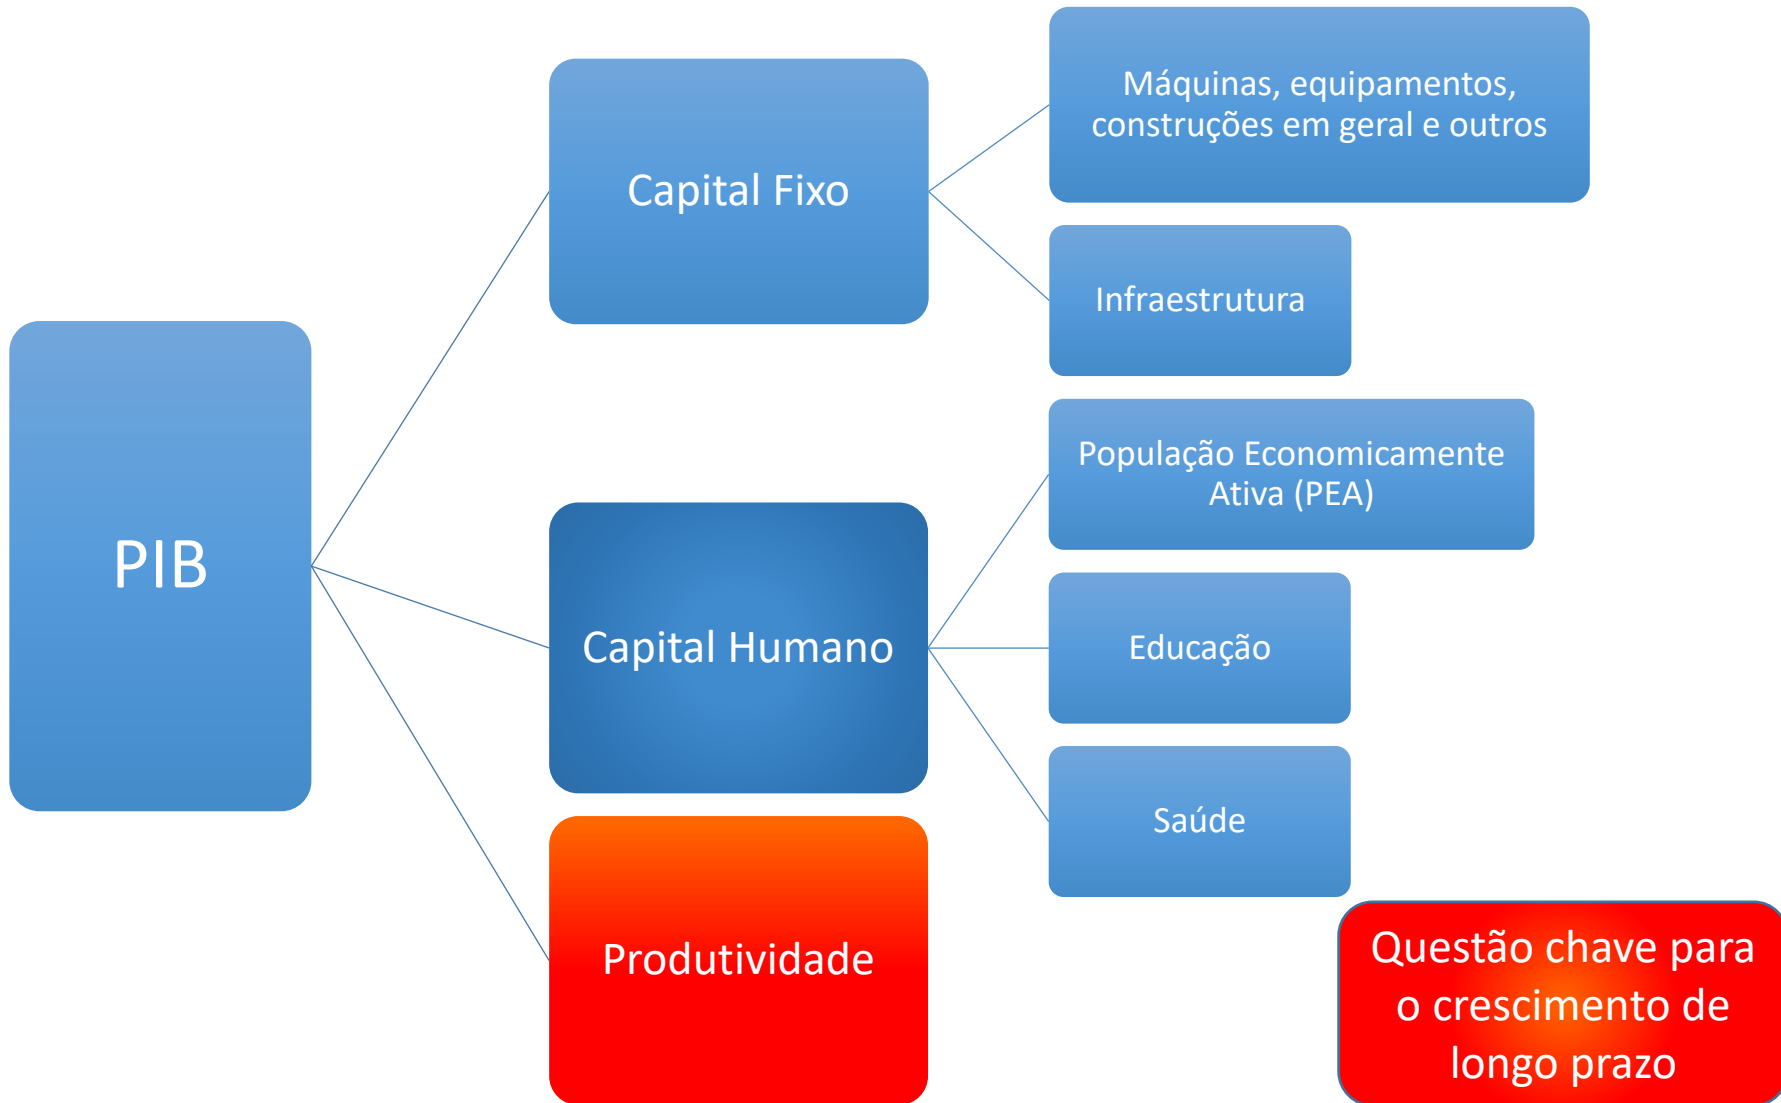 PIB
Capital Fixo
Máquinas, equipamentos,
construções em geral e outros
Infraestrutura
Capital Humano
População Economicamente
Ativa (PEA)
Educação
Saúde
Produtividade
Questão chave para
o crescimento de
longo prazo